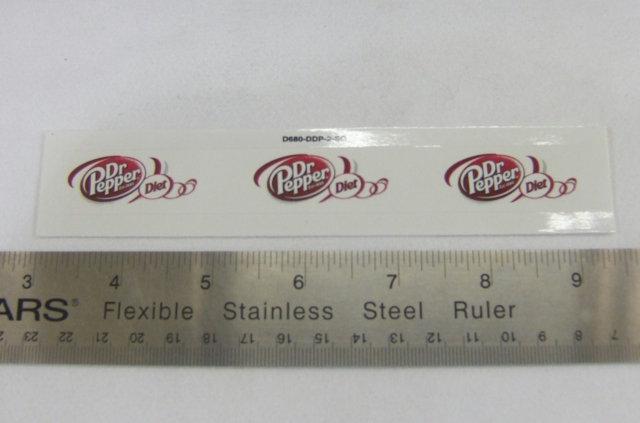 D680-DDP-2-SO
Dr Pepper Diet
Dr Pepper Diet
Dr Pepper Diet
3 4 5 6 7 8 9
ARS® Flexible Stainless Steel Ruler
23 22 21 20 19 18 17 16 15 14 13 12 11 10 9 8 7